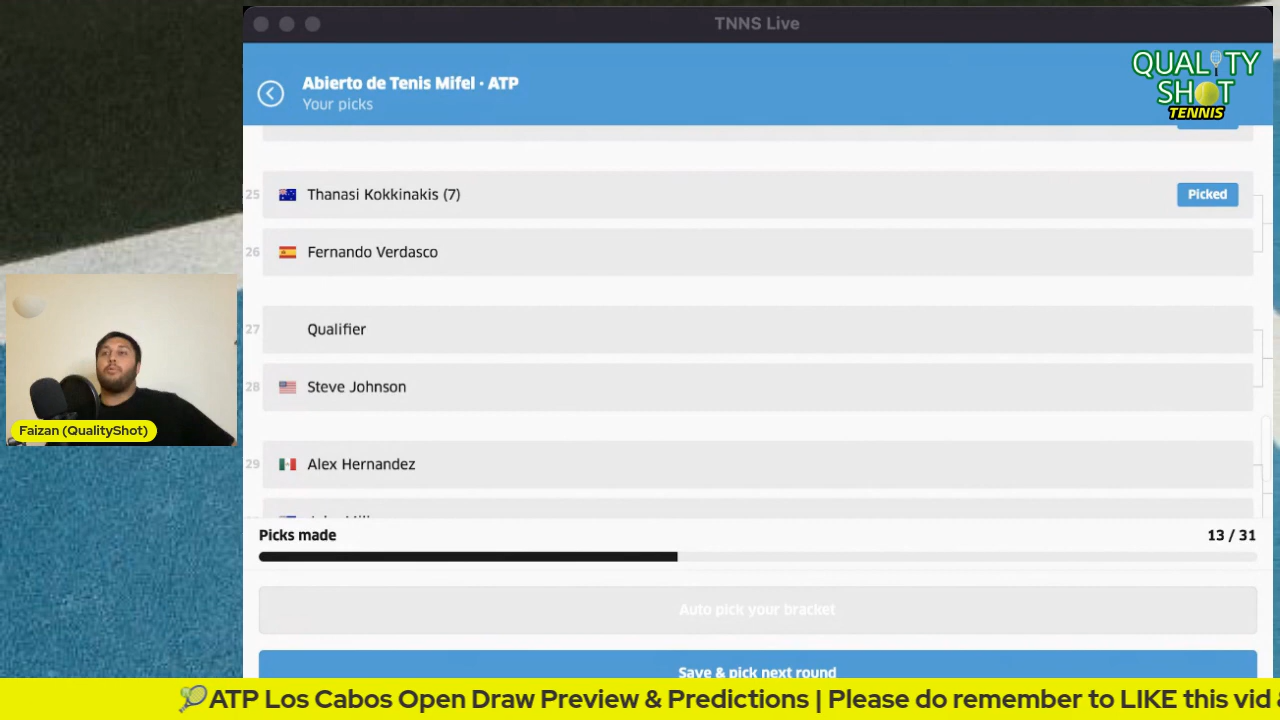 TNNS Live
Abierto de Tenis Mifel · ATP
Your picks
QUALITY
SHOT
TENNIS
25 Thanasi Kokkinakis (7) Picked
26 Fernando Verdasco
27 Qualifier
28 Steve Johnson
29 Alex Hernandez
Picks made 13 / 31
Auto pick your bracket
Save & pick next round
Faizan (QualityShot)
ATP Los Cabos Open Draw Preview & Predictions | Please do remember to LIKE this vid